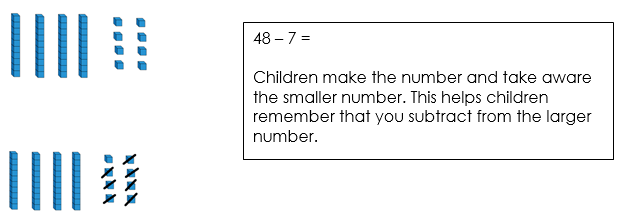 48 – 7 =
Children make the number and take aware
the smaller number. This helps children
remember that you subtract from the larger
number.